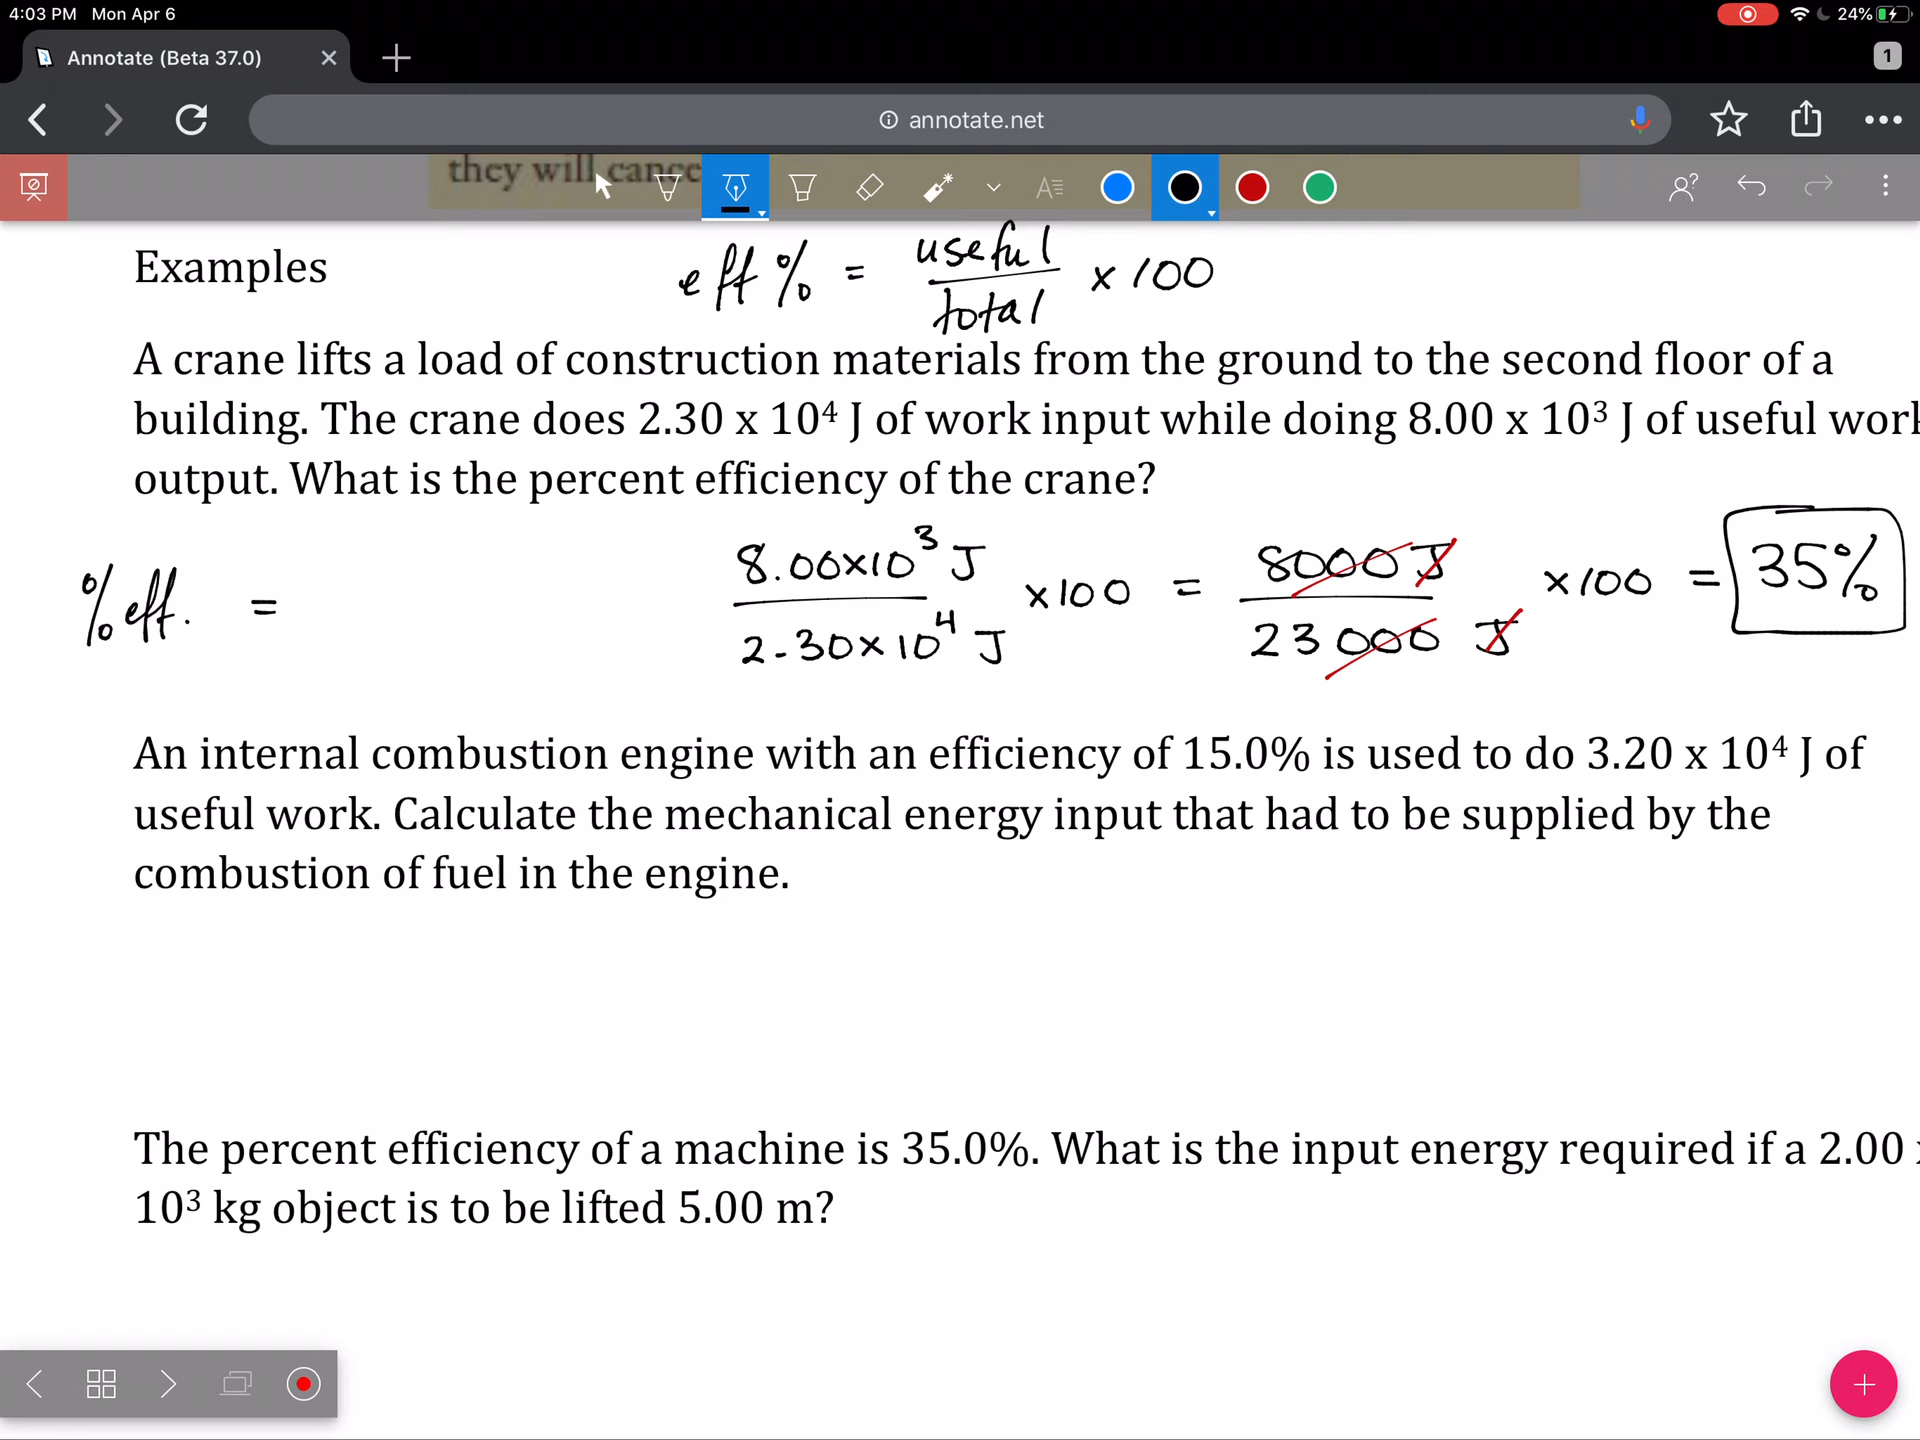 4:03 PM Mon Apr 6 24%
Annotate (Beta 37.0) 1
annotate.net
they will cance
Examples
eff % = useful / total x 100
A crane lifts a load of construction materials from the ground to the second floor of a
building. The crane does 2.30 x 10⁴ J of work input while doing 8.00 x 10³ J of useful work
output. What is the percent efficiency of the crane?
% eff. = 8.00x10³ J / 2.30x10⁴ J x100 = 8000 J / 23000 J x100 = 35%
An internal combustion engine with an efficiency of 15.0% is used to do 3.20 x 10⁴ J of
useful work. Calculate the mechanical energy input that had to be supplied by the
combustion of fuel in the engine.
The percent efficiency of a machine is 35.0%. What is the input energy required if a 2.00 x
10³ kg object is to be lifted 5.00 m?